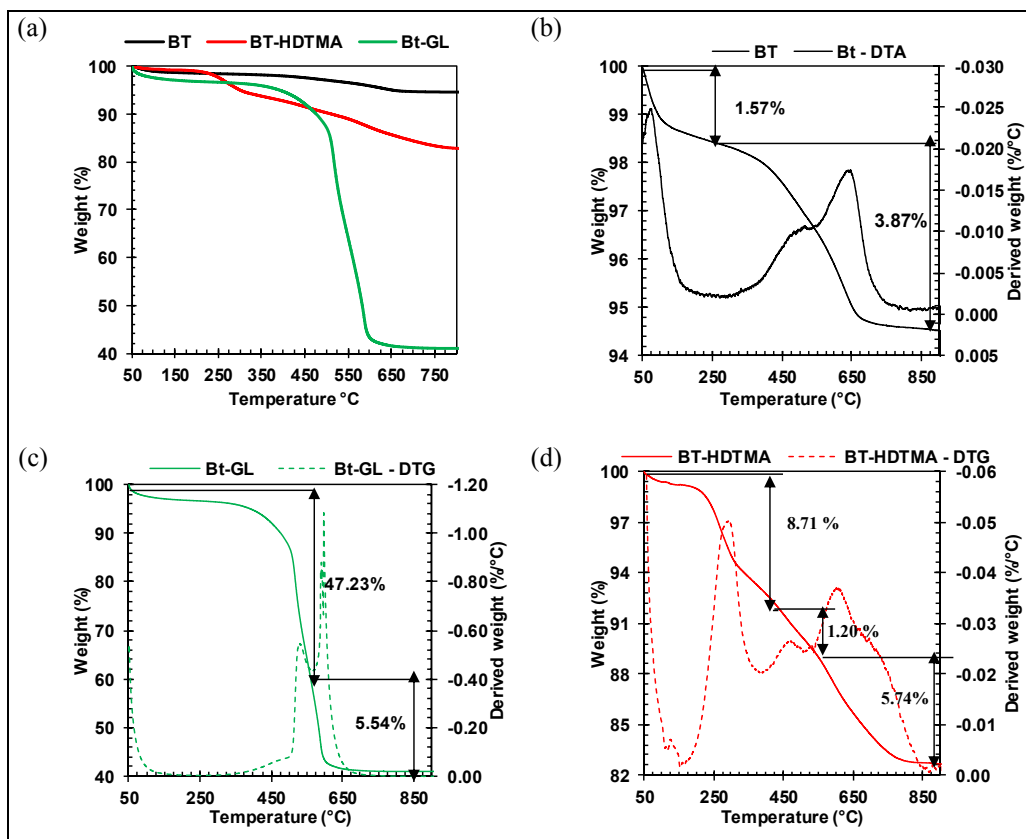 (a)
BT BT-HDTMA Bt-GL
100
90
80
70
60
50
40
Weight (%)
50 150 250 350 450 550 650 750
Temperature °C
(b)
BT Bt - DTA
100
99
98
97
96
95
94
Weight (%)
1.57%
3.87%
-0.030
-0.025
-0.020
-0.015
-0.010
-0.005
0.000
0.005
Derived weight (%/°C)
50 250 450 650 850
Temperature (°C)
(c)
Bt-GL Bt-GL - DTG
100
90
80
70
60
50
40
Weight (%)
47.23%
5.54%
-1.20
-1.00
-0.80
-0.60
-0.40
-0.20
0.00
Derived weight (%/°C)
50 250 450 650 850
Temperature (°C)
(d)
BT-HDTMA BT-HDTMA - DTG
100
97
94
91
88
85
82
Weight (%)
8.71 %
1.20 %
5.74%
-0.06
-0.05
-0.04
-0.03
-0.02
-0.01
0.00
Derived weight (%/°C)
50 250 450 650 850
Temperature (°C)